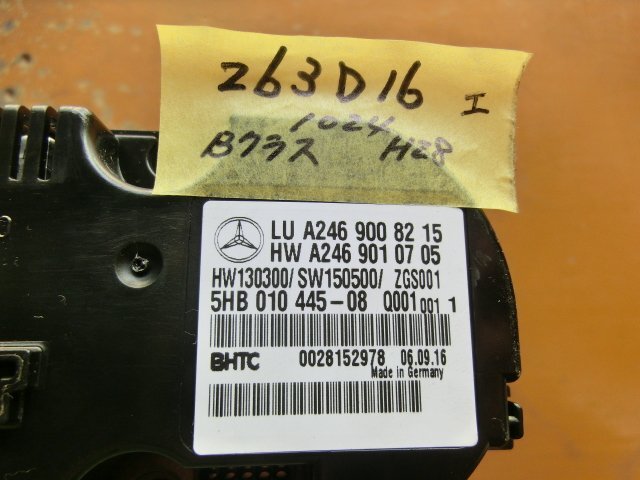 263D16 エ
1024
Bクラス H28
LU A246 900 82 15
HW A246 901 07 05
HW130300/ SW150500/ ZGS001
5HB 010 445-08 Q001 001 1
BHTC 0028152978 06.09.16
Made in Germany